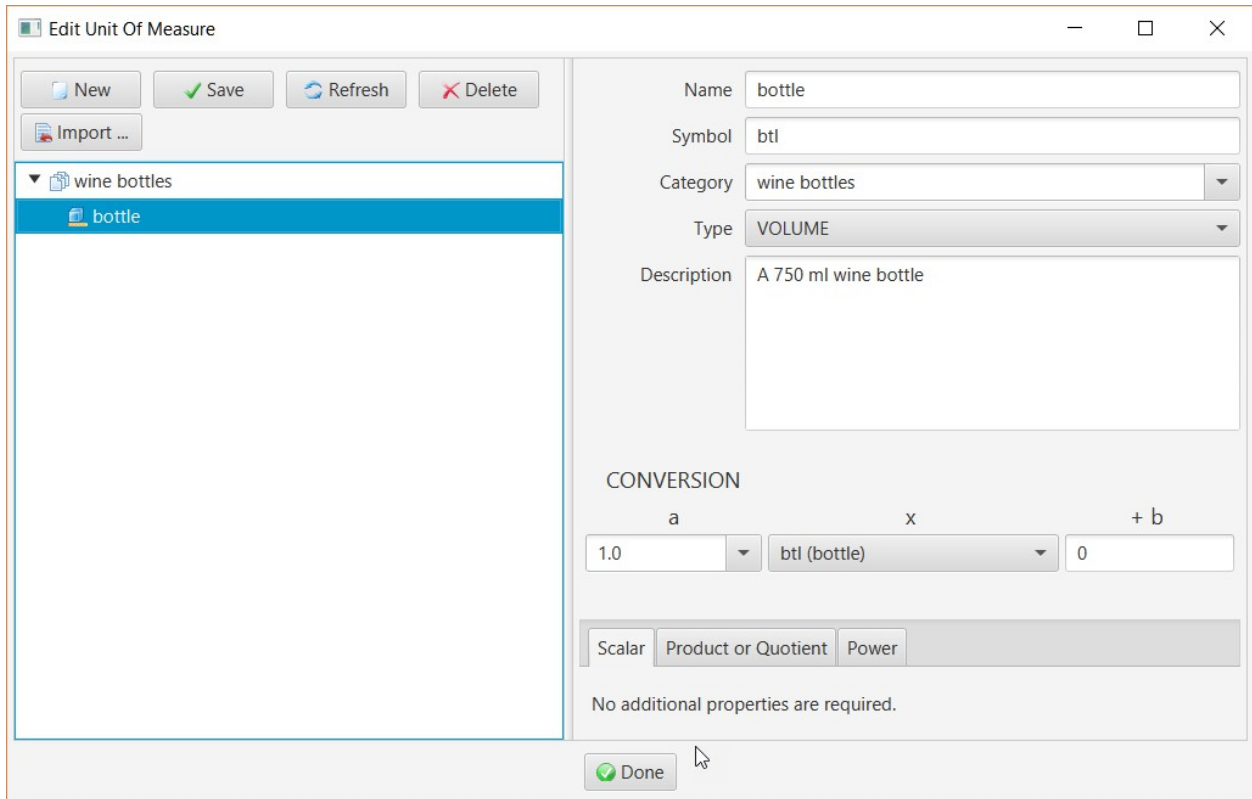 Edit Unit Of Measure
New Save Refresh Delete
Import ...
wine bottles
bottle
Name bottle
Symbol btl
Category wine bottles
Type VOLUME
Description A 750 ml wine bottle
CONVERSION
a x + b
1.0 btl (bottle) 0
Scalar Product or Quotient Power
No additional properties are required.
Done